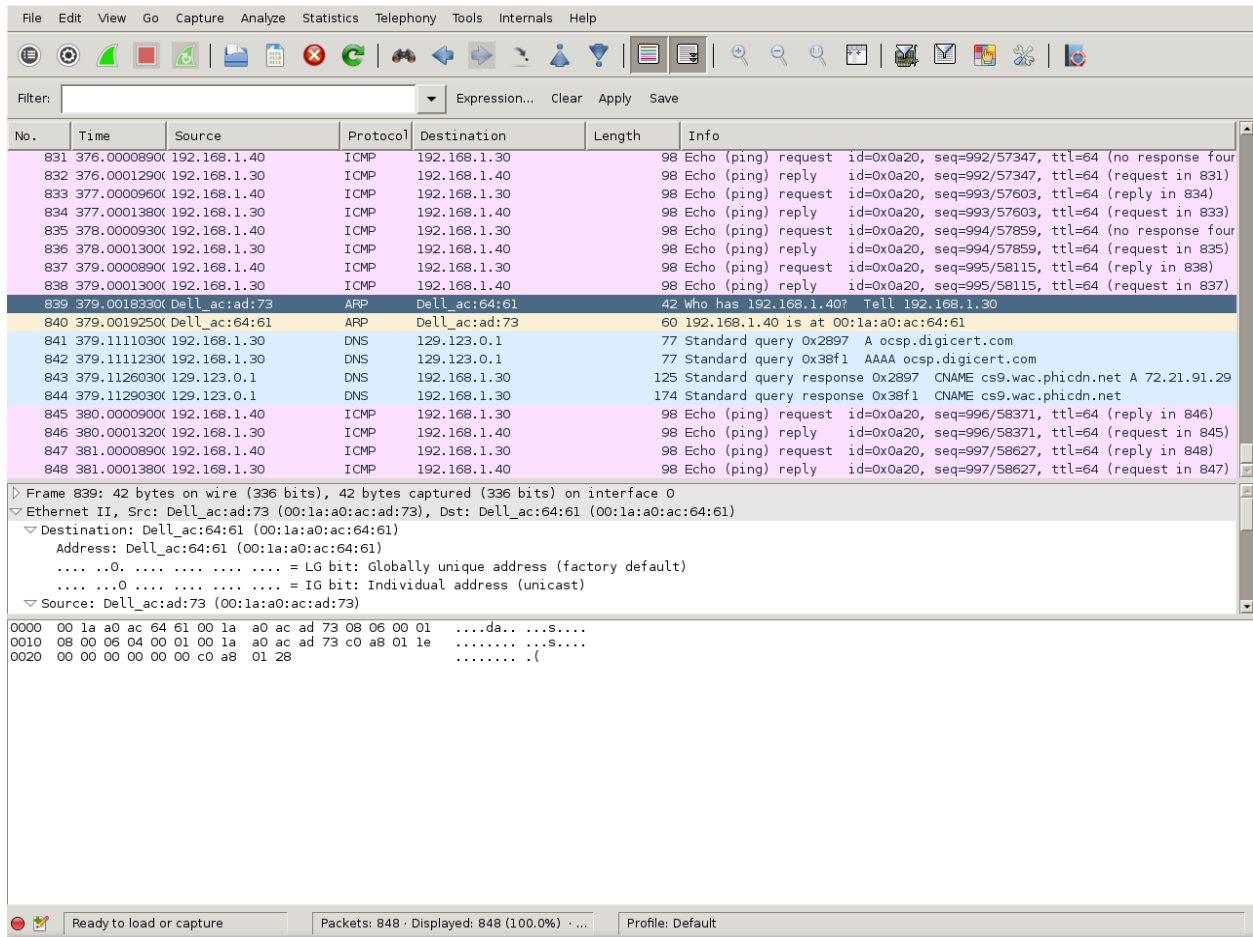 File Edit View Go Capture Analyze Statistics Telephony Tools Internals Help
Filter: Expression... Clear Apply Save
No. Time Source Protocol Destination Length Info
831 376.00008900 192.168.1.40 ICMP 192.168.1.30 98 Echo (ping) request id=0x0a20, seq=992/57347, ttl=64 (no response four
832 376.00012900 192.168.1.30 ICMP 192.168.1.40 98 Echo (ping) reply id=0x0a20, seq=992/57347, ttl=64 (request in 831)
833 377.00009600 192.168.1.40 ICMP 192.168.1.30 98 Echo (ping) request id=0x0a20, seq=993/57603, ttl=64 (reply in 834)
834 377.00013800 192.168.1.30 ICMP 192.168.1.40 98 Echo (ping) reply id=0x0a20, seq=993/57603, ttl=64 (request in 833)
835 378.00009300 192.168.1.40 ICMP 192.168.1.30 98 Echo (ping) request id=0x0a20, seq=994/57859, ttl=64 (no response four
836 378.00013000 192.168.1.30 ICMP 192.168.1.40 98 Echo (ping) reply id=0x0a20, seq=994/57859, ttl=64 (request in 835)
837 379.00008900 192.168.1.40 ICMP 192.168.1.30 98 Echo (ping) request id=0x0a20, seq=995/58115, ttl=64 (reply in 838)
838 379.00013000 192.168.1.30 ICMP 192.168.1.40 98 Echo (ping) reply id=0x0a20, seq=995/58115, ttl=64 (request in 837)
839 379.00183300 Dell_ac:ad:73 ARP Dell_ac:64:61 42 Who has 192.168.1.40? Tell 192.168.1.30
840 379.00192500 Dell_ac:64:61 ARP Dell_ac:ad:73 60 192.168.1.40 is at 00:1a:a0:ac:64:61
841 379.11110300 192.168.1.30 DNS 129.123.0.1 77 Standard query 0x2897 A ocsp.digicert.com
842 379.11112300 192.168.1.30 DNS 129.123.0.1 77 Standard query 0x38f1 AAAA ocsp.digicert.com
843 379.11260300 129.123.0.1 DNS 192.168.1.30 125 Standard query response 0x2897 CNAME cs9.wac.phicdn.net A 72.21.91.29
844 379.11290300 129.123.0.1 DNS 192.168.1.30 174 Standard query response 0x38f1 CNAME cs9.wac.phicdn.net
845 380.00009000 192.168.1.40 ICMP 192.168.1.30 98 Echo (ping) request id=0x0a20, seq=996/58371, ttl=64 (reply in 846)
846 380.00013200 192.168.1.30 ICMP 192.168.1.40 98 Echo (ping) reply id=0x0a20, seq=996/58371, ttl=64 (request in 845)
847 381.00008900 192.168.1.40 ICMP 192.168.1.30 98 Echo (ping) request id=0x0a20, seq=997/58627, ttl=64 (reply in 848)
848 381.00013800 192.168.1.30 ICMP 192.168.1.40 98 Echo (ping) reply id=0x0a20, seq=997/58627, ttl=64 (request in 847)
Frame 839: 42 bytes on wire (336 bits), 42 bytes captured (336 bits) on interface 0
Ethernet II, Src: Dell_ac:ad:73 (00:1a:a0:ac:ad:73), Dst: Dell_ac:64:61 (00:1a:a0:ac:64:61)
Destination: Dell_ac:64:61 (00:1a:a0:ac:64:61)
Address: Dell_ac:64:61 (00:1a:a0:ac:64:61)
.... ..0. .... .... .... .... = LG bit: Globally unique address (factory default)
.... ...0 .... .... .... .... = IG bit: Individual address (unicast)
Source: Dell_ac:ad:73 (00:1a:a0:ac:ad:73)
0000 00 1a a0 ac 64 61 00 1a a0 ac ad 73 08 06 00 01 ....da.. ...s....
0010 08 00 06 04 00 01 00 1a a0 ac ad 73 c0 a8 01 1e ........ ...s....
0020 00 00 00 00 00 00 c0 a8 01 28 ........ .(
Ready to load or capture Packets: 848 · Displayed: 848 (100.0%) · ... Profile: Default